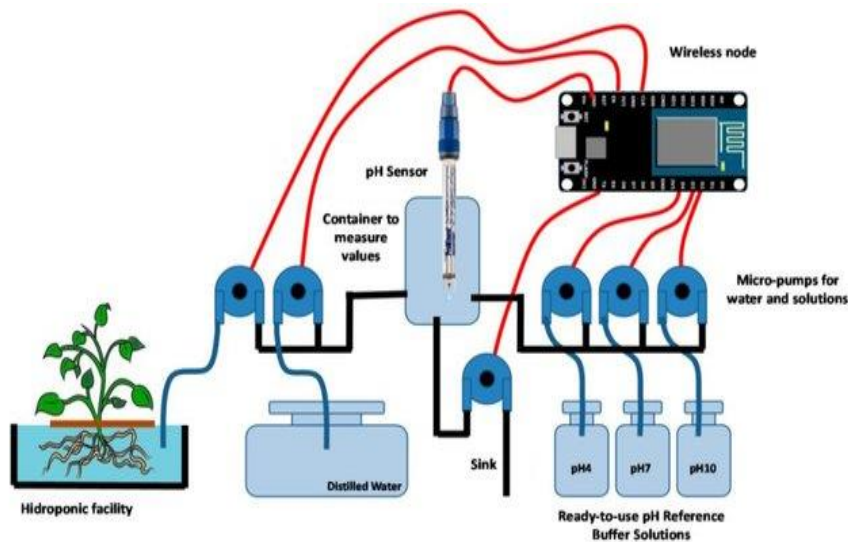 Wireless node
pH Sensor
Container to
measure
values
Micro-pumps for
water and solutions
Sink
pH4
pH7
pH10
Distilled Water
Hidroponic facility
Ready-to-use pH Reference
Buffer Solutions